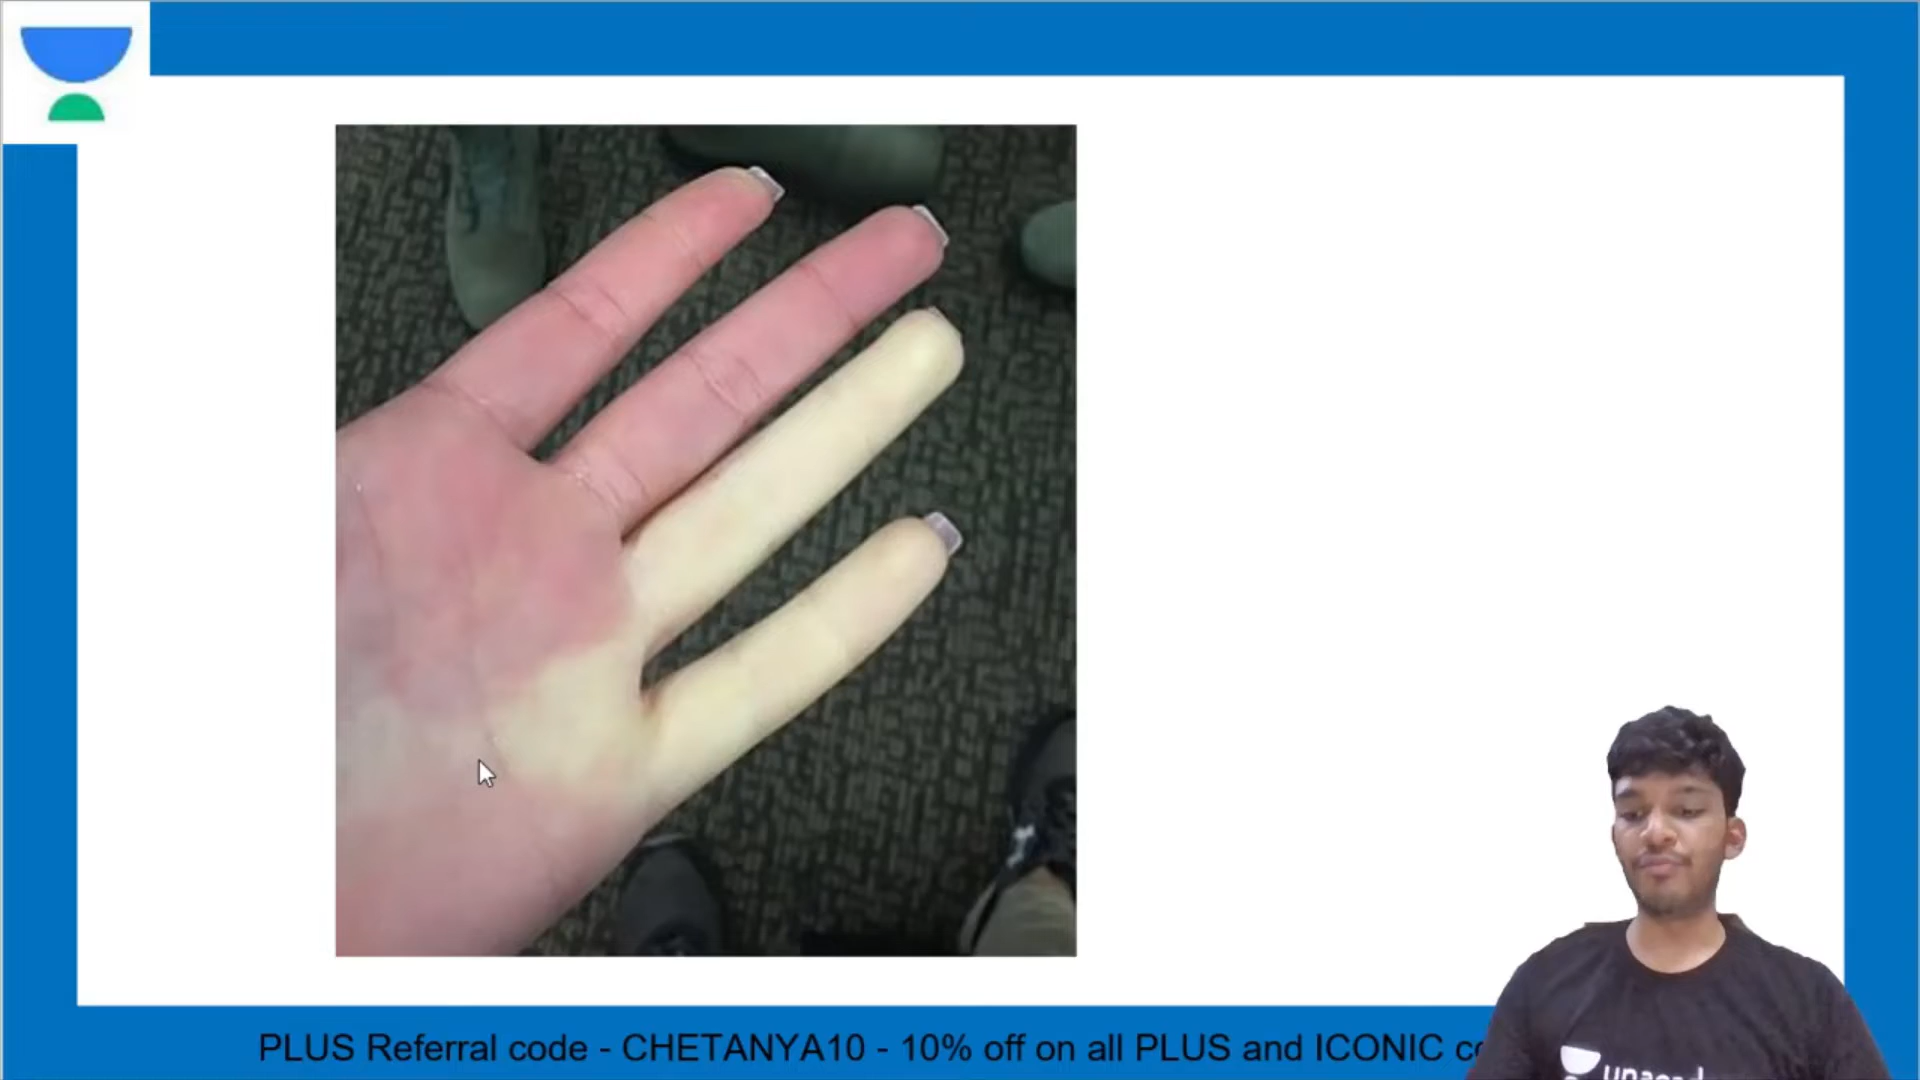 PLUS Referral code - CHETANYA10 - 10% off on all PLUS and ICONIC